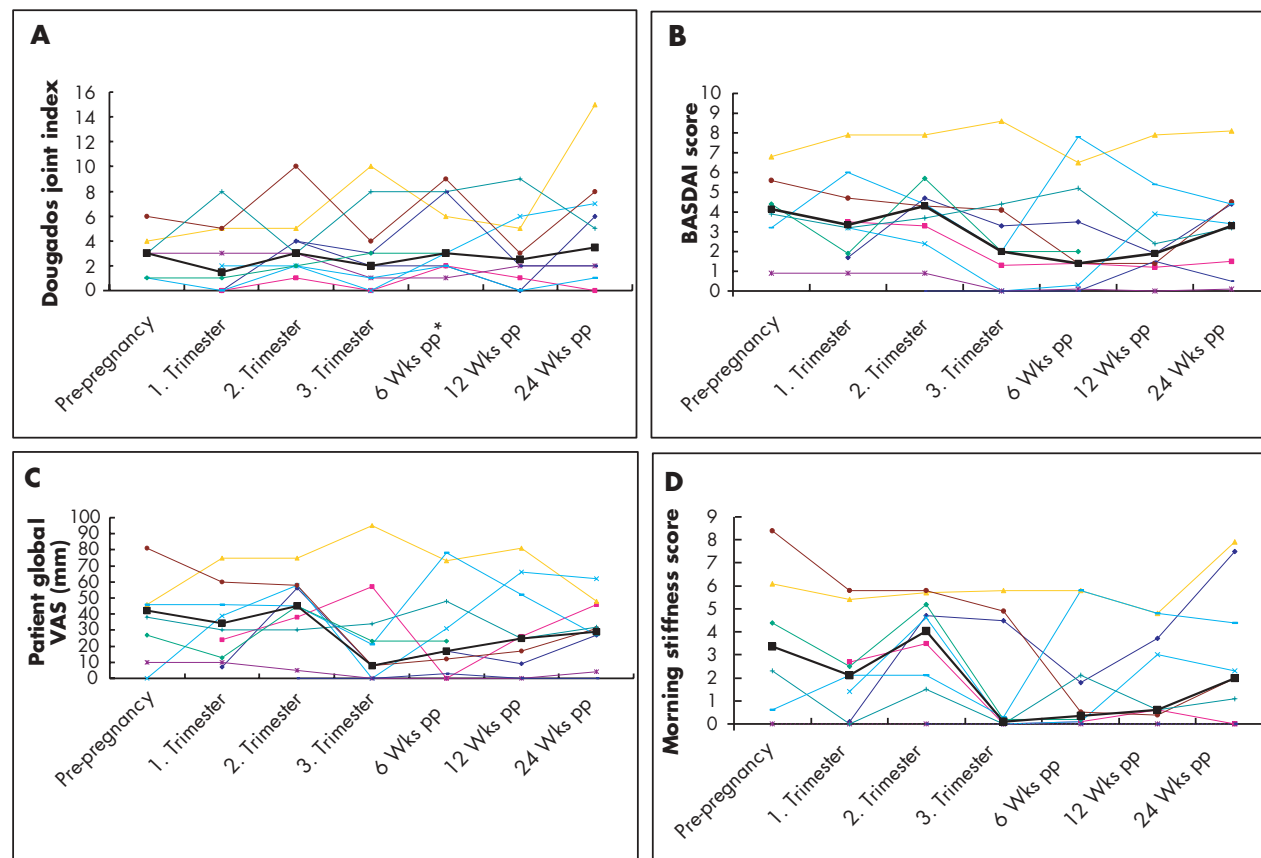 A
Dougados joint index
16
14
12
10
8
6
4
2
0
Pre-pregnancy
1. Trimester
2. Trimester
3. Trimester
6 Wks pp*
12 Wks pp
24 Wks pp
B
BASDAI score
10
9
8
7
6
5
4
3
2
1
0
Pre-pregnancy
1. Trimester
2. Trimester
3. Trimester
6 Wks pp
12 Wks pp
24 Wks pp
C
Patient global
VAS (mm)
100
90
80
70
60
50
40
30
20
10
0
Pre-pregnancy
1. Trimester
2. Trimester
3. Trimester
6 Wks pp
12 Wks pp
24 Wks pp
D
Morning stiffness score
9
8
7
6
5
4
3
2
1
0
Pre-pregnancy
1. Trimester
2. Trimester
3. Trimester
6 Wks pp
12 Wks pp
24 Wks pp